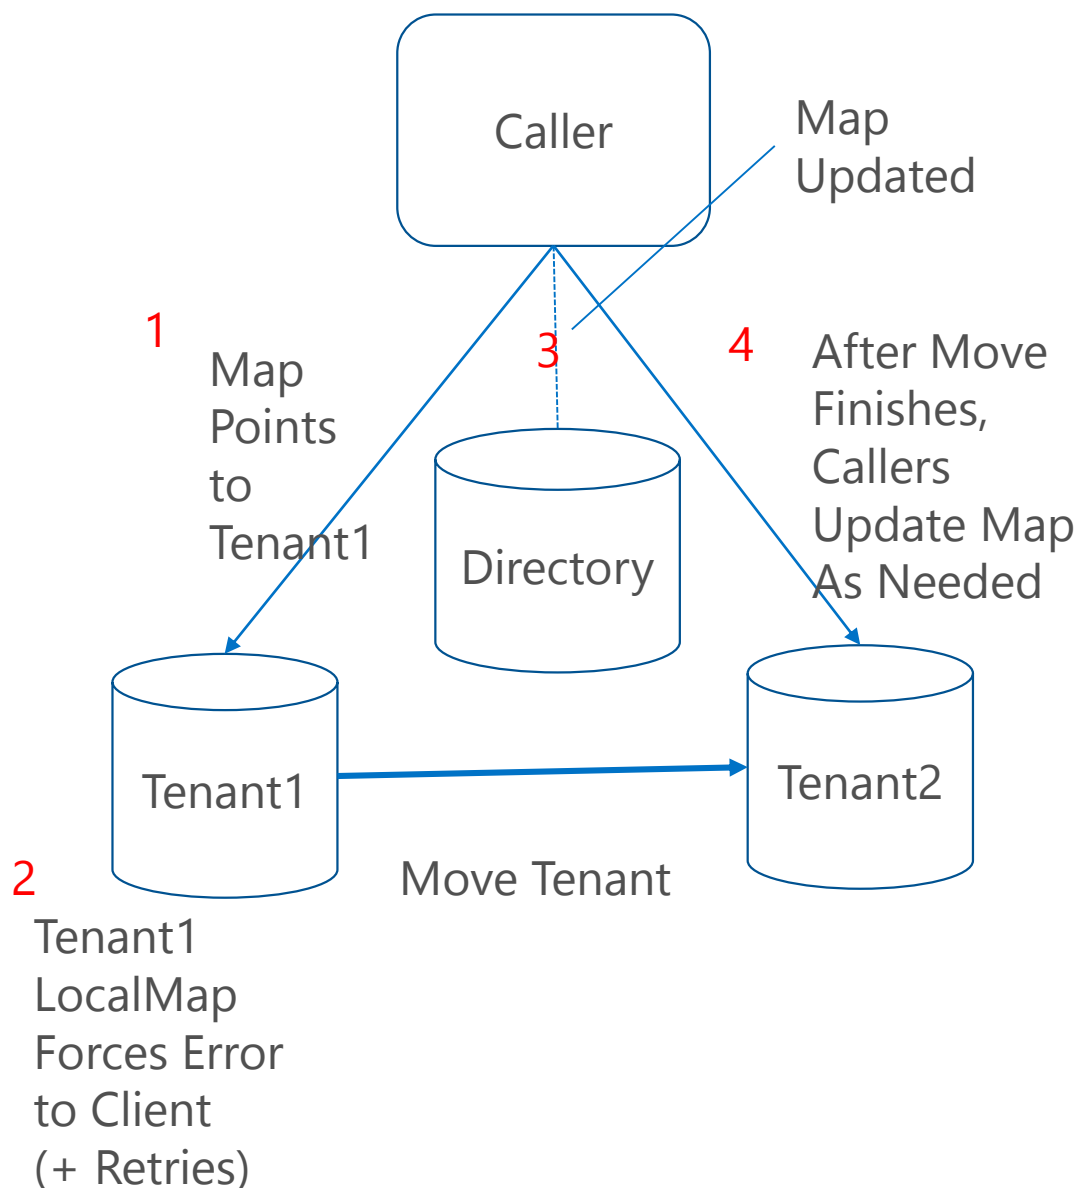 Caller
Map
Updated
1
Map
Points
to
Tenant1
3
4
After Move
Finishes,
Callers
Update Map
As Needed
Directory
Tenant1
Tenant2
Move Tenant
2
Tenant1
LocalMap
Forces Error
to Client
(+ Retries)